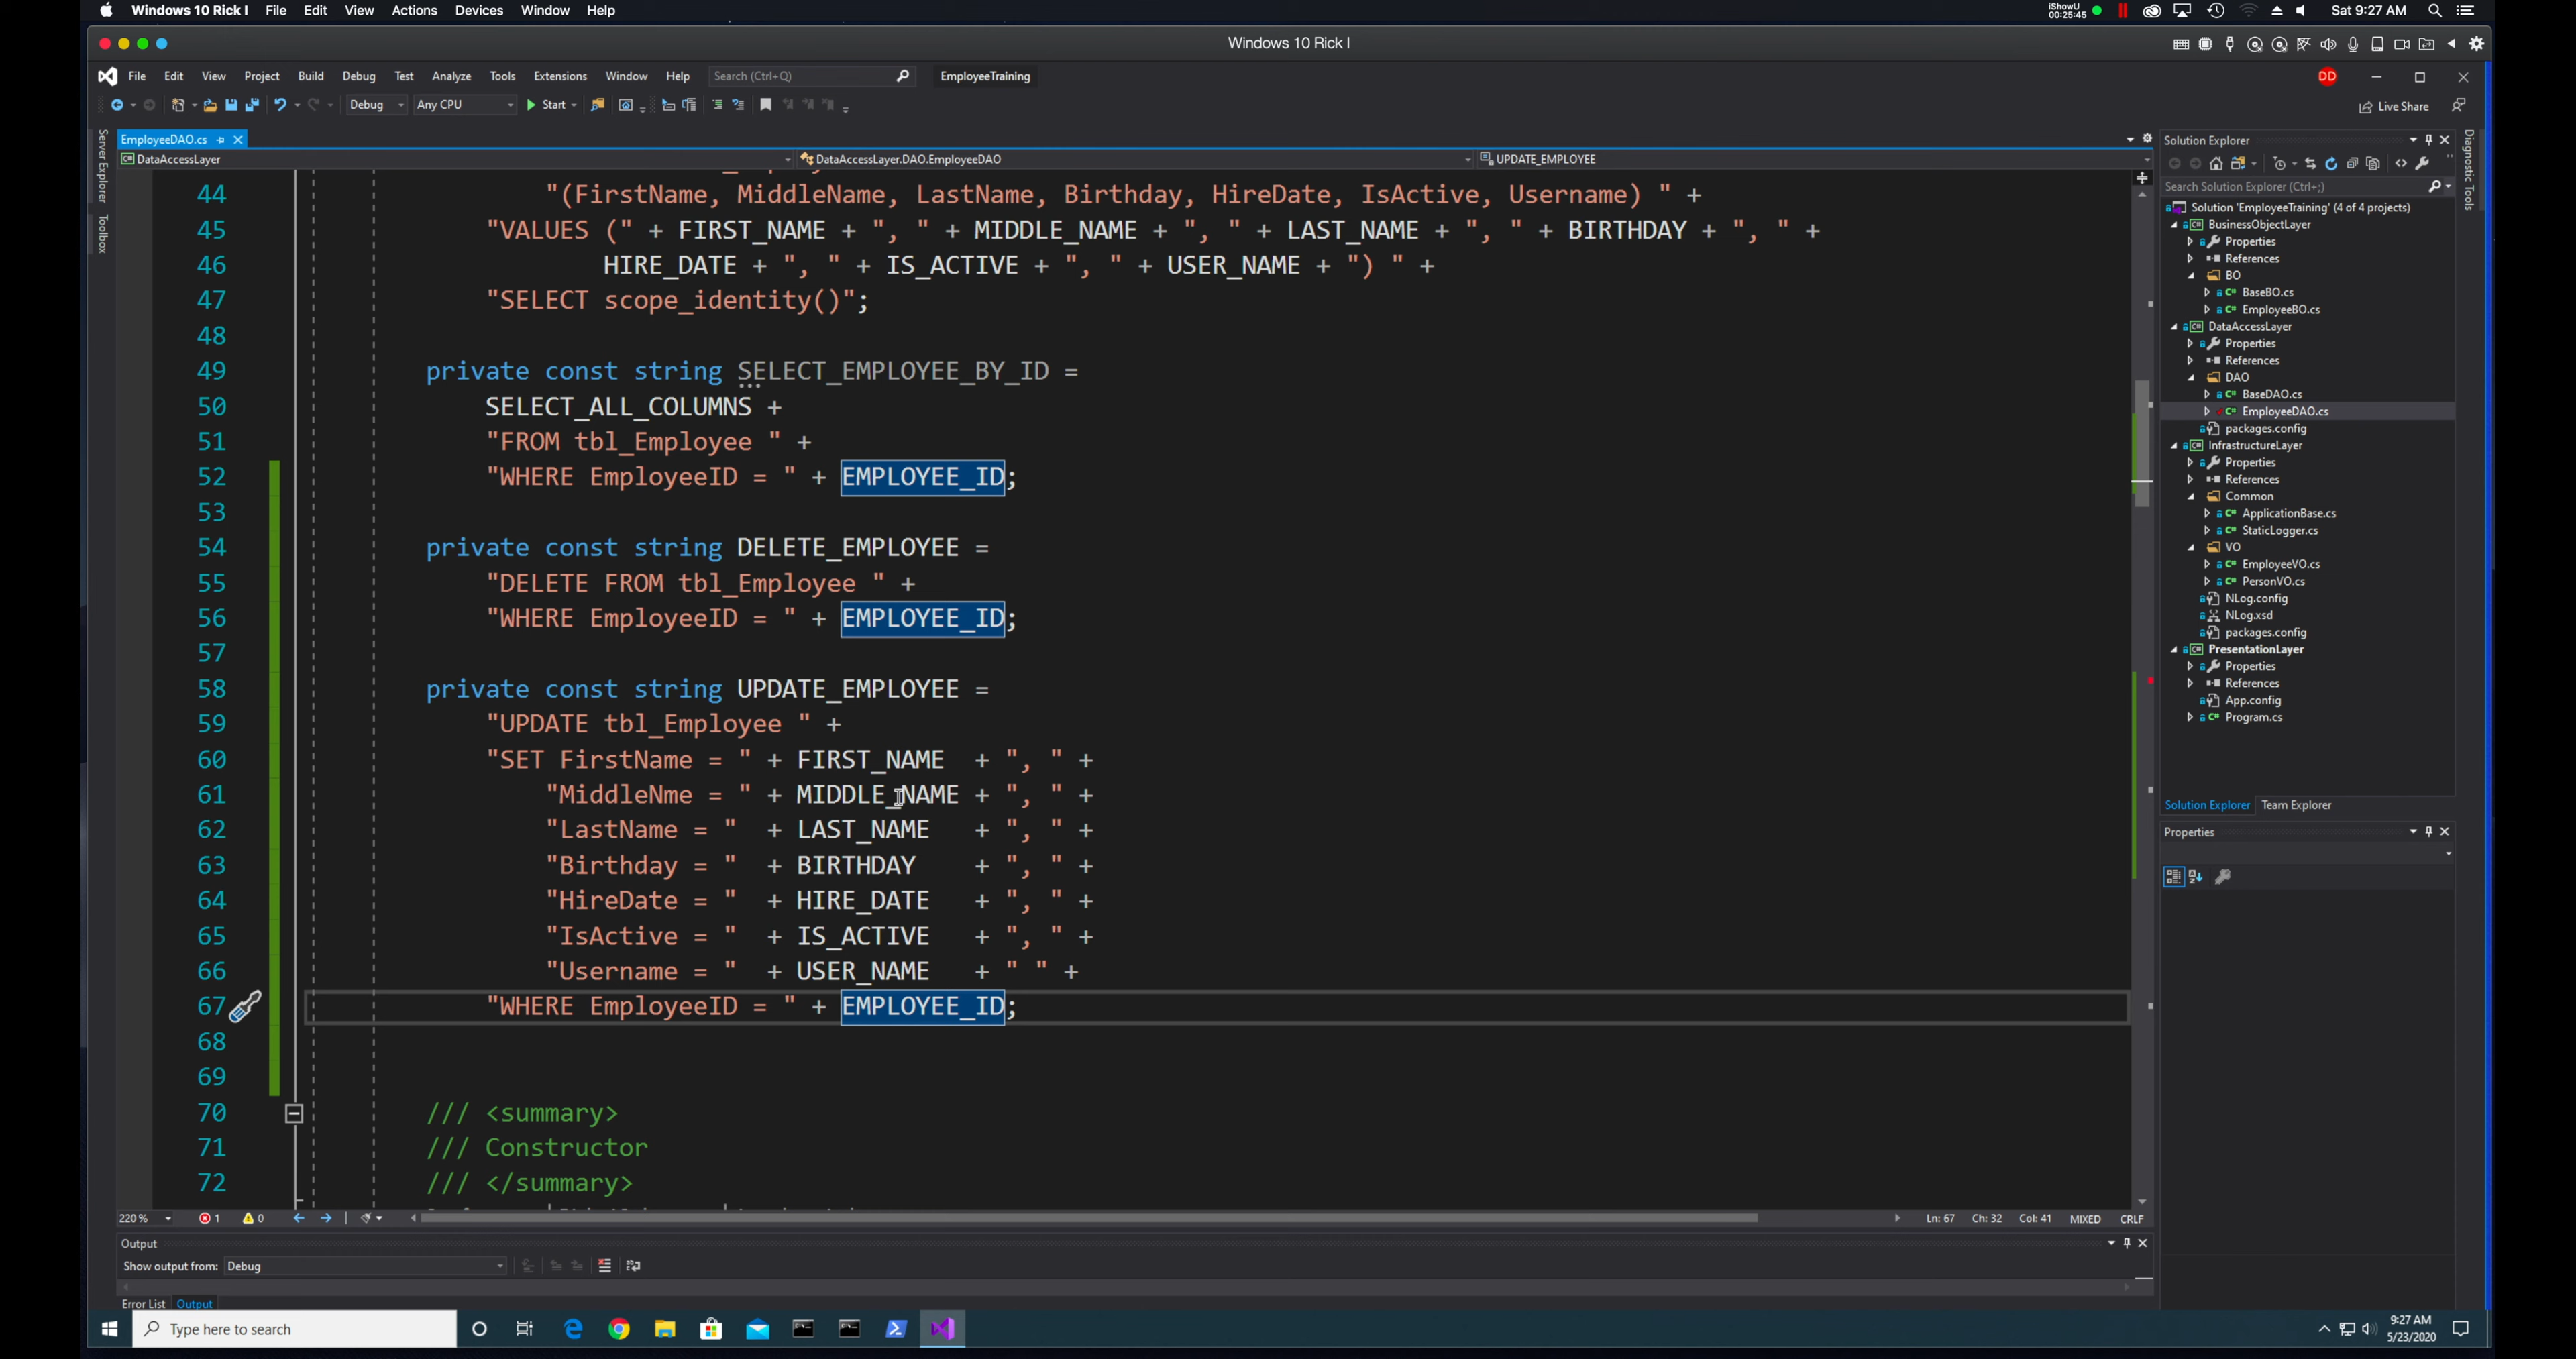 Windows 10 Rick I File Edit View Actions Devices Window Help
iShowU 00:25:45 Sat 9:27 AM
Windows 10 Rick I
File Edit View Project Build Debug Test Analyze Tools Extensions Window Help Search (Ctrl+Q) EmployeeTraining DD
Debug Any CPU Start Live Share
Server Explorer
Toolbox
EmployeeDAO.cs
DataAccessLayer DataAccessLayer.DAO.EmployeeDAO UPDATE_EMPLOYEE
44 "(FirstName, MiddleName, LastName, Birthday, HireDate, IsActive, Username) " +
45 "VALUES (" + FIRST_NAME + ", " + MIDDLE_NAME + ", " + LAST_NAME + ", " + BIRTHDAY + ", " +
46 HIRE_DATE + ", " + IS_ACTIVE + ", " + USER_NAME + ") " +
47 "SELECT scope_identity()";
48
49 private const string SELECT_EMPLOYEE_BY_ID =
50 SELECT_ALL_COLUMNS +
51 "FROM tbl_Employee " +
52 "WHERE EmployeeID = " + EMPLOYEE_ID;
53
54 private const string DELETE_EMPLOYEE =
55 "DELETE FROM tbl_Employee " +
56 "WHERE EmployeeID = " + EMPLOYEE_ID;
57
58 private const string UPDATE_EMPLOYEE =
59 "UPDATE tbl_Employee " +
60 "SET FirstName = " + FIRST_NAME + ", " +
61 "MiddleNme = " + MIDDLE_NAME + ", " +
62 "LastName = " + LAST_NAME + ", " +
63 "Birthday = " + BIRTHDAY + ", " +
64 "HireDate = " + HIRE_DATE + ", " +
65 "IsActive = " + IS_ACTIVE + ", " +
66 "Username = " + USER_NAME + " " +
67 "WHERE EmployeeID = " + EMPLOYEE_ID;
68
69
70 /// <summary>
71 /// Constructor
72 /// </summary>
220 % 1 0 Ln: 67 Ch: 32 Col: 41 MIXED CRLF
Output
Show output from: Debug
Error List Output
Solution Explorer
Search Solution Explorer (Ctrl+;)
Solution 'EmployeeTraining' (4 of 4 projects)
BusinessObjectLayer
Properties
References
BO
BaseBO.cs
EmployeeBO.cs
DataAccessLayer
Properties
References
DAO
BaseDAO.cs
EmployeeDAO.cs
packages.config
InfrastructureLayer
Properties
References
Common
ApplicationBase.cs
StaticLogger.cs
VO
EmployeeVO.cs
PersonVO.cs
NLog.config
NLog.xsd
packages.config
PresentationLayer
Properties
References
App.config
Program.cs
Solution Explorer Team Explorer
Properties
Diagnostic Tools
Type here to search
9:27 AM
5/23/2020